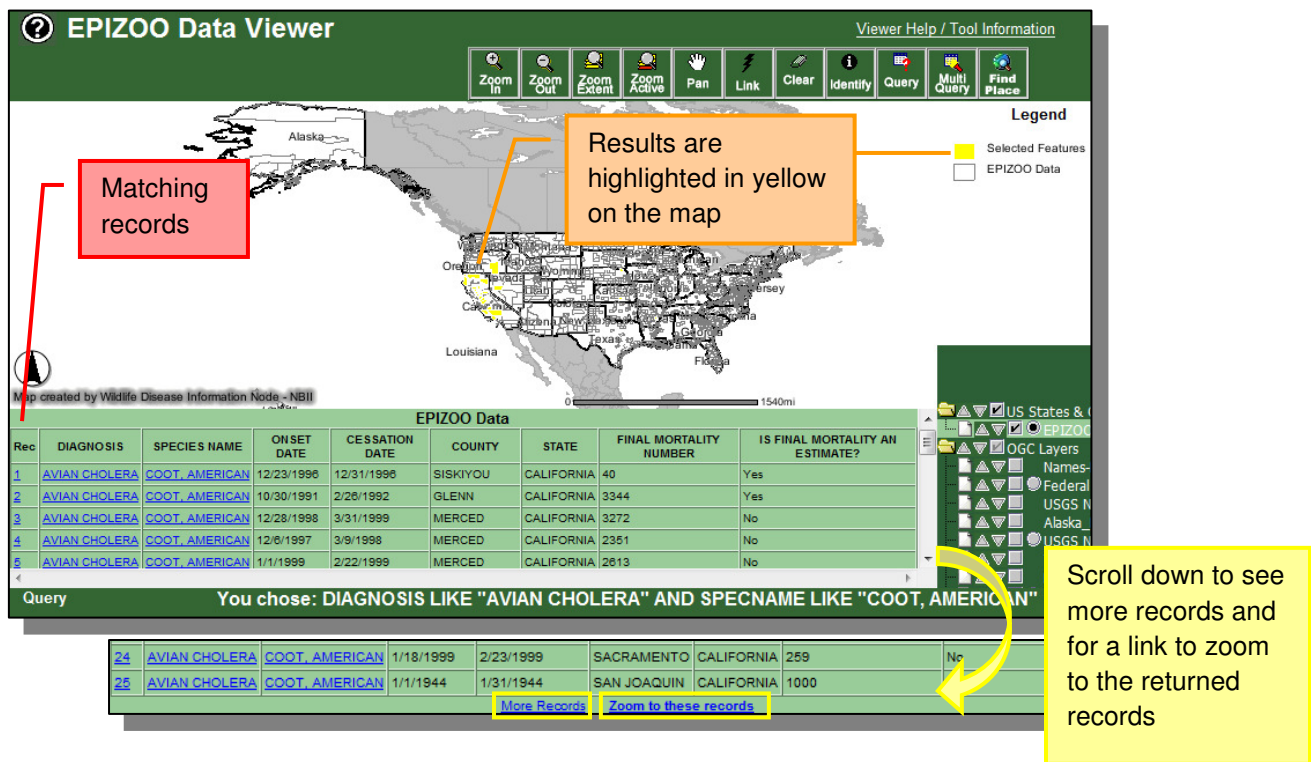 ? EPIZOO Data Viewer
Viewer Help / Tool Information
Zoom In
Zoom Out
Zoom Extent
Zoom Active
Pan
Link
Clear
Identify
Query
Multi Query
Find Place
Legend
Selected Features
EPIZOO Data
Results are
highlighted in yellow
on the map
Matching
records
Alaska
Oregon
Nevada
Wyoming
Utah
Texas
Georgia
Florida
Louisiana
0 1540mi
Map created by Wildlife Disease Information Node - NBII
EPIZOO Data
Rec DIAGNOSIS SPECIES NAME ONSET DATE CESSATION DATE COUNTY STATE FINAL MORTALITY NUMBER IS FINAL MORTALITY AN ESTIMATE?
1 AVIAN CHOLERA COOT, AMERICAN 12/23/1996 12/31/1996 SISKIYOU CALIFORNIA 40 Yes
2 AVIAN CHOLERA COOT, AMERICAN 10/30/1991 2/26/1992 GLENN CALIFORNIA 3344 Yes
3 AVIAN CHOLERA COOT, AMERICAN 12/28/1998 3/31/1999 MERCED CALIFORNIA 3272 No
4 AVIAN CHOLERA COOT, AMERICAN 12/6/1997 3/9/1998 MERCED CALIFORNIA 2351 No
5 AVIAN CHOLERA COOT, AMERICAN 1/1/1999 2/22/1999 MERCED CALIFORNIA 2613 No
US States &
EPIZOO
OGC Layers
Names-
Federal
USGS N
Alaska_
USGS N
Query You chose: DIAGNOSIS LIKE "AVIAN CHOLERA" AND SPECNAME LIKE "COOT, AMERICAN"
24 AVIAN CHOLERA COOT, AMERICAN 1/18/1999 2/23/1999 SACRAMENTO CALIFORNIA 259 No
25 AVIAN CHOLERA COOT, AMERICAN 1/1/1944 1/31/1944 SAN JOAQUIN CALIFORNIA 1000
More Records Zoom to these records
Scroll down to see
more records and
for a link to zoom
to the returned
records